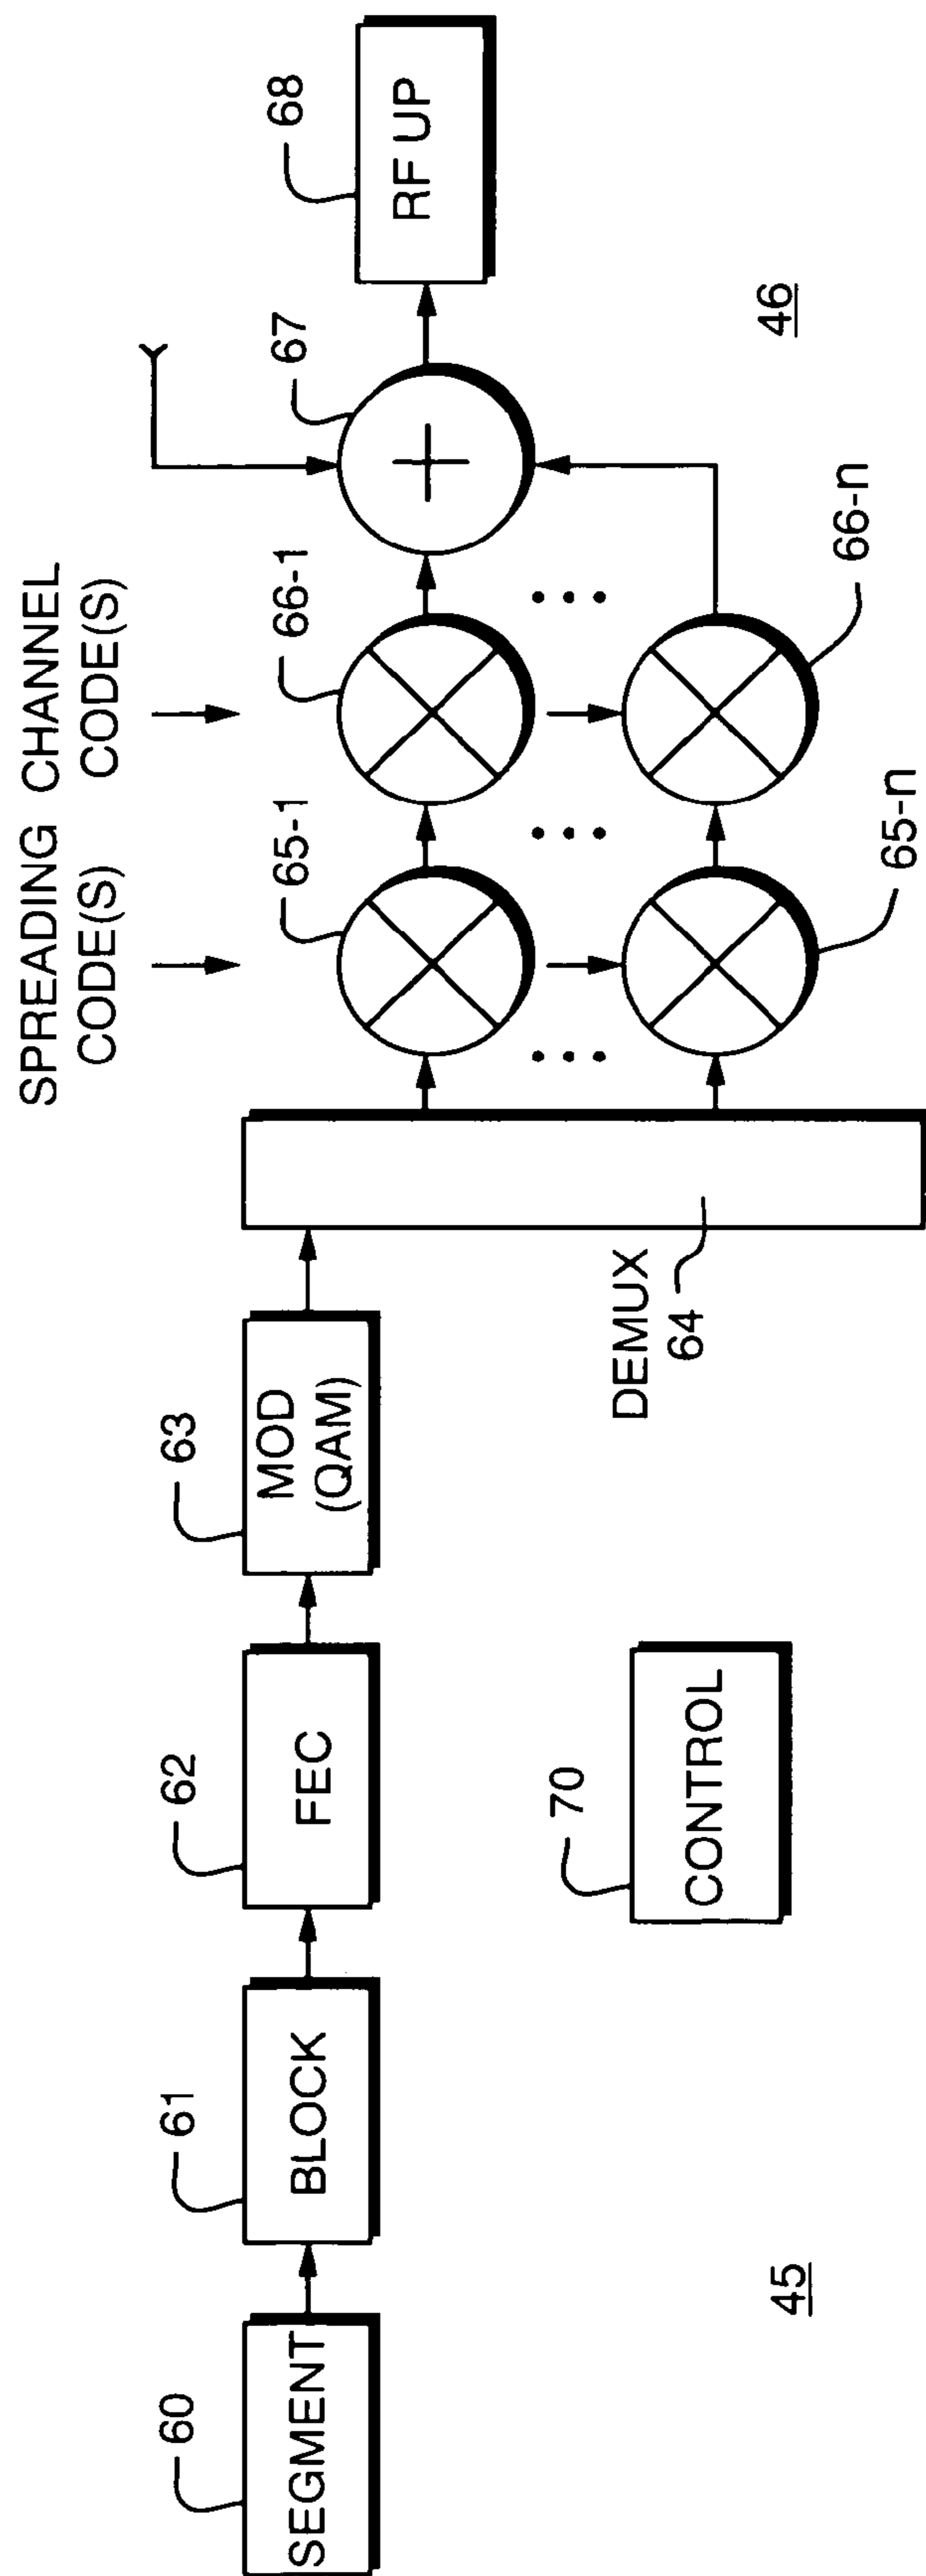 SPREADING CHANNEL
CODE(S) CODE(S)
60
61
62
63
65-1
66-1
67
68
SEGMENT
BLOCK
FEC
MOD
(QAM)
RF UP
DEMUX
64
65-n
66-n
70
CONTROL
45
46